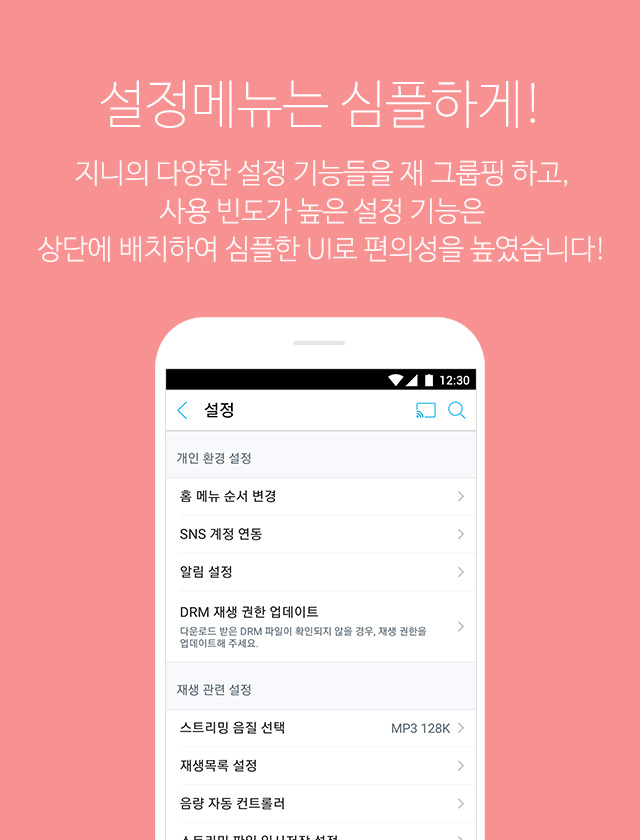 설정메뉴는 심플하게!
지니의 다양한 설정 기능들을 재 그룹핑 하고,
사용 빈도가 높은 설정 기능은
상단에 배치하여 심플한 UI로 편의성을 높였습니다!
12:30
설정
개인 환경 설정
홈 메뉴 순서 변경
SNS 계정 연동
알림 설정
DRM 재생 권한 업데이트
다운로드 받은 DRM 파일이 확인되지 않을 경우, 재생 권한을
업데이트해 주세요.
재생 관련 설정
스트리밍 음질 선택 MP3 128K
재생목록 설정
음량 자동 컨트롤러